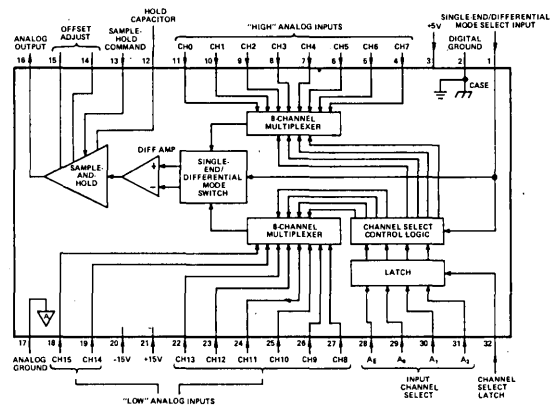 HOLD
CAPACITOR
ANALOG
OUTPUT
OFFSET
ADJUST
SAMPLE-
HOLD
COMMAND
"HIGH" ANALOG INPUTS
CH0 CH1 CH2 CH3 CH4 CH5 CH6 CH7
+5V
DIGITAL
GROUND
SINGLE-END/DIFFERENTIAL
MODE SELECT INPUT
16 15 14 13 12 11 10 9 8 7 6 5 4 3 2 1
CASE
8-CHANNEL
MULTIPLEXER
DIFF AMP
+
−
SAMPLE-
AND-HOLD
SINGLE-
END/
DIFFERENTIAL
MODE
SWITCH
8-CHANNEL
MULTIPLEXER
CHANNEL SELECT
CONTROL LOGIC
LATCH
A
17 18 19 20 21 22 23 24 25 26 27 28 29 30 31 32
ANALOG
GROUND
CH15 CH14 -15V +15V CH13 CH12 CH11 CH10 CH9 CH8
INPUT
CHANNEL
SELECT
CHANNEL
SELECT
LATCH
"LOW" ANALOG INPUTS